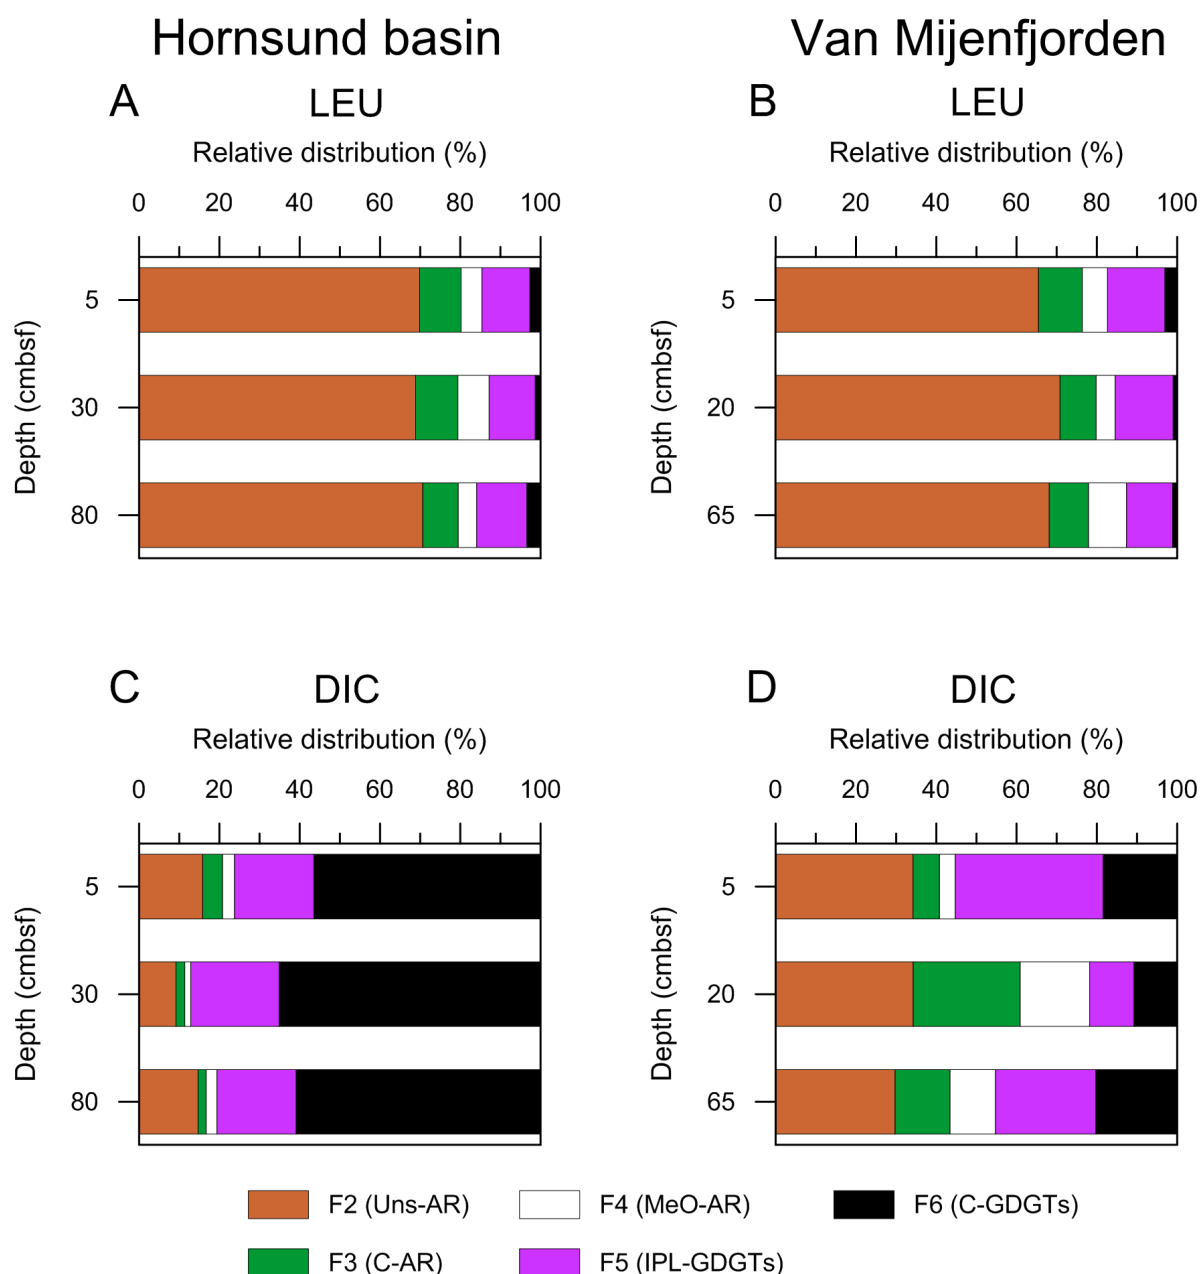 Hornsund basin
Van Mijenfjorden
A
LEU
Relative distribution (%)
0 20 40 60 80 100
Depth (cmbsf)
5
30
80
B
LEU
Relative distribution (%)
0 20 40 60 80 100
Depth (cmbsf)
5
20
65
C
DIC
Relative distribution (%)
0 20 40 60 80 100
Depth (cmbsf)
5
30
80
D
DIC
Relative distribution (%)
0 20 40 60 80 100
Depth (cmbsf)
5
20
65
F2 (Uns-AR)
F4 (MeO-AR)
F6 (C-GDGTs)
F3 (C-AR)
F5 (IPL-GDGTs)